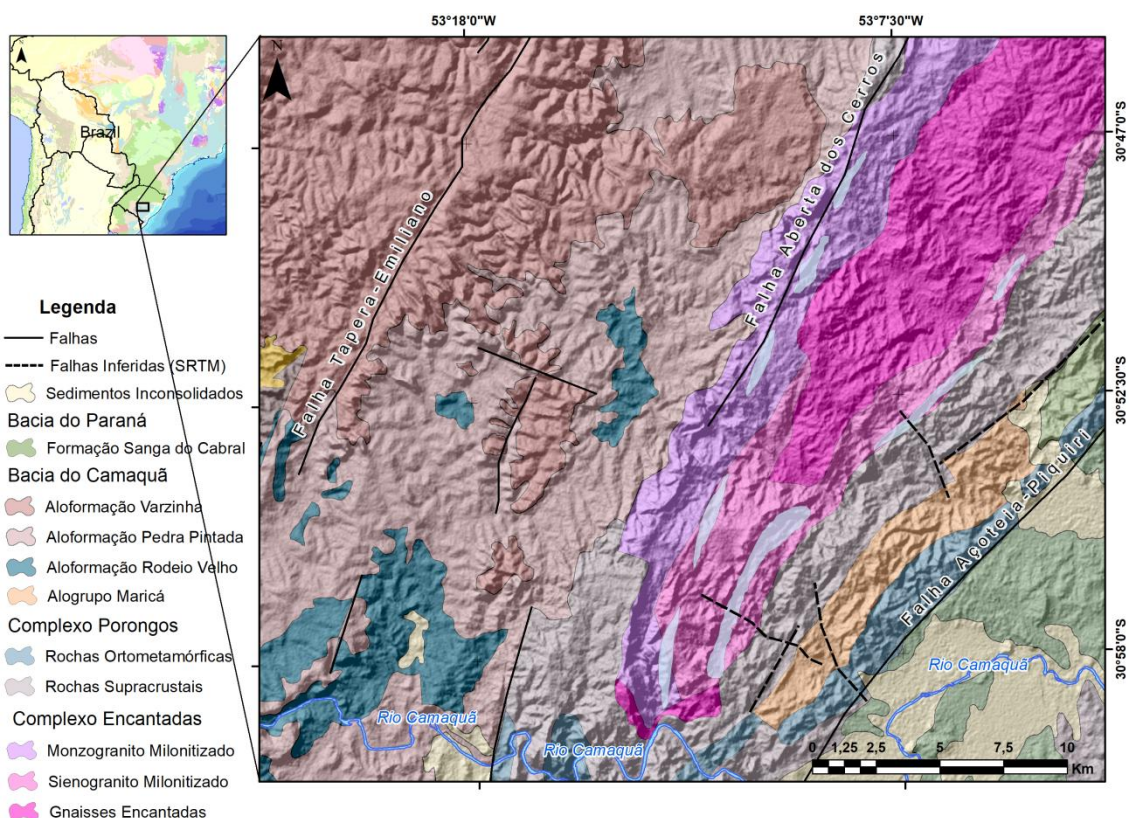 53°18'0"W
53°7'30"W
N
Brazil
30°47'0"S
30°52'30"S
30°58'0"S
Falha Tapera-Emiliano
Falha Aberta dos Cerros
Falha Açoteia-Piquiri
Rio Camaquã
Rio Camaquã
Rio Camaquã
0 1,25 2,5 5 7,5 10
Km
Legenda
Falhas
Falhas Inferidas (SRTM)
Sedimentos Inconsolidados
Bacia do Paraná
Formação Sanga do Cabral
Bacia do Camaquã
Aloformação Varzinha
Aloformação Pedra Pintada
Aloformação Rodeio Velho
Alogrupo Maricá
Complexo Porongos
Rochas Ortometamórficas
Rochas Supracrustais
Complexo Encantadas
Monzogranito Milonitizado
Sienogranito Milonitizado
Gnaisses Encantadas